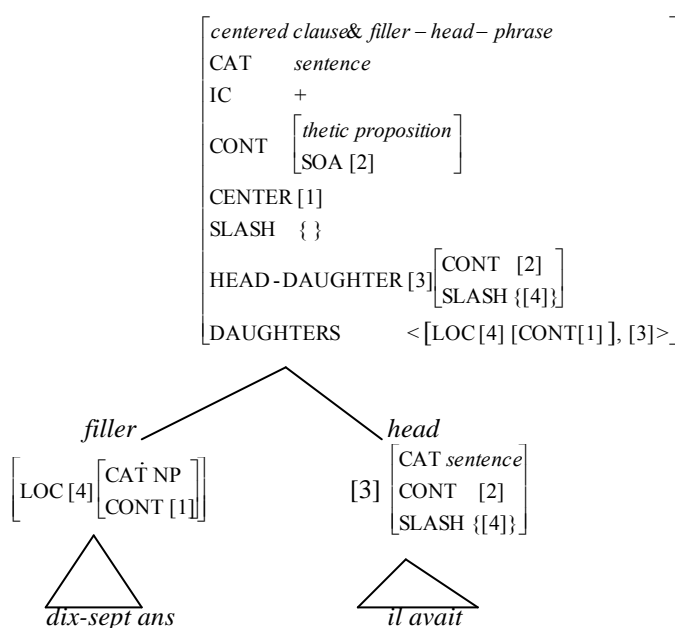 centered clause& filler – head – phrase
CAT sentence
IC +
CONT [thetic proposition
SOA [2]]
CENTER [1]
SLASH { }
HEAD-DAUGHTER [3] [CONT [2]
SLASH {[4]}]
DAUGHTERS <[LOC[4] [CONT[1] ], [3]>
filler head
[LOC [4] [CAT NP
CONT [1]]]
[3] [CAT sentence
CONT [2]
SLASH {[4]}]
dix-sept ans il avait